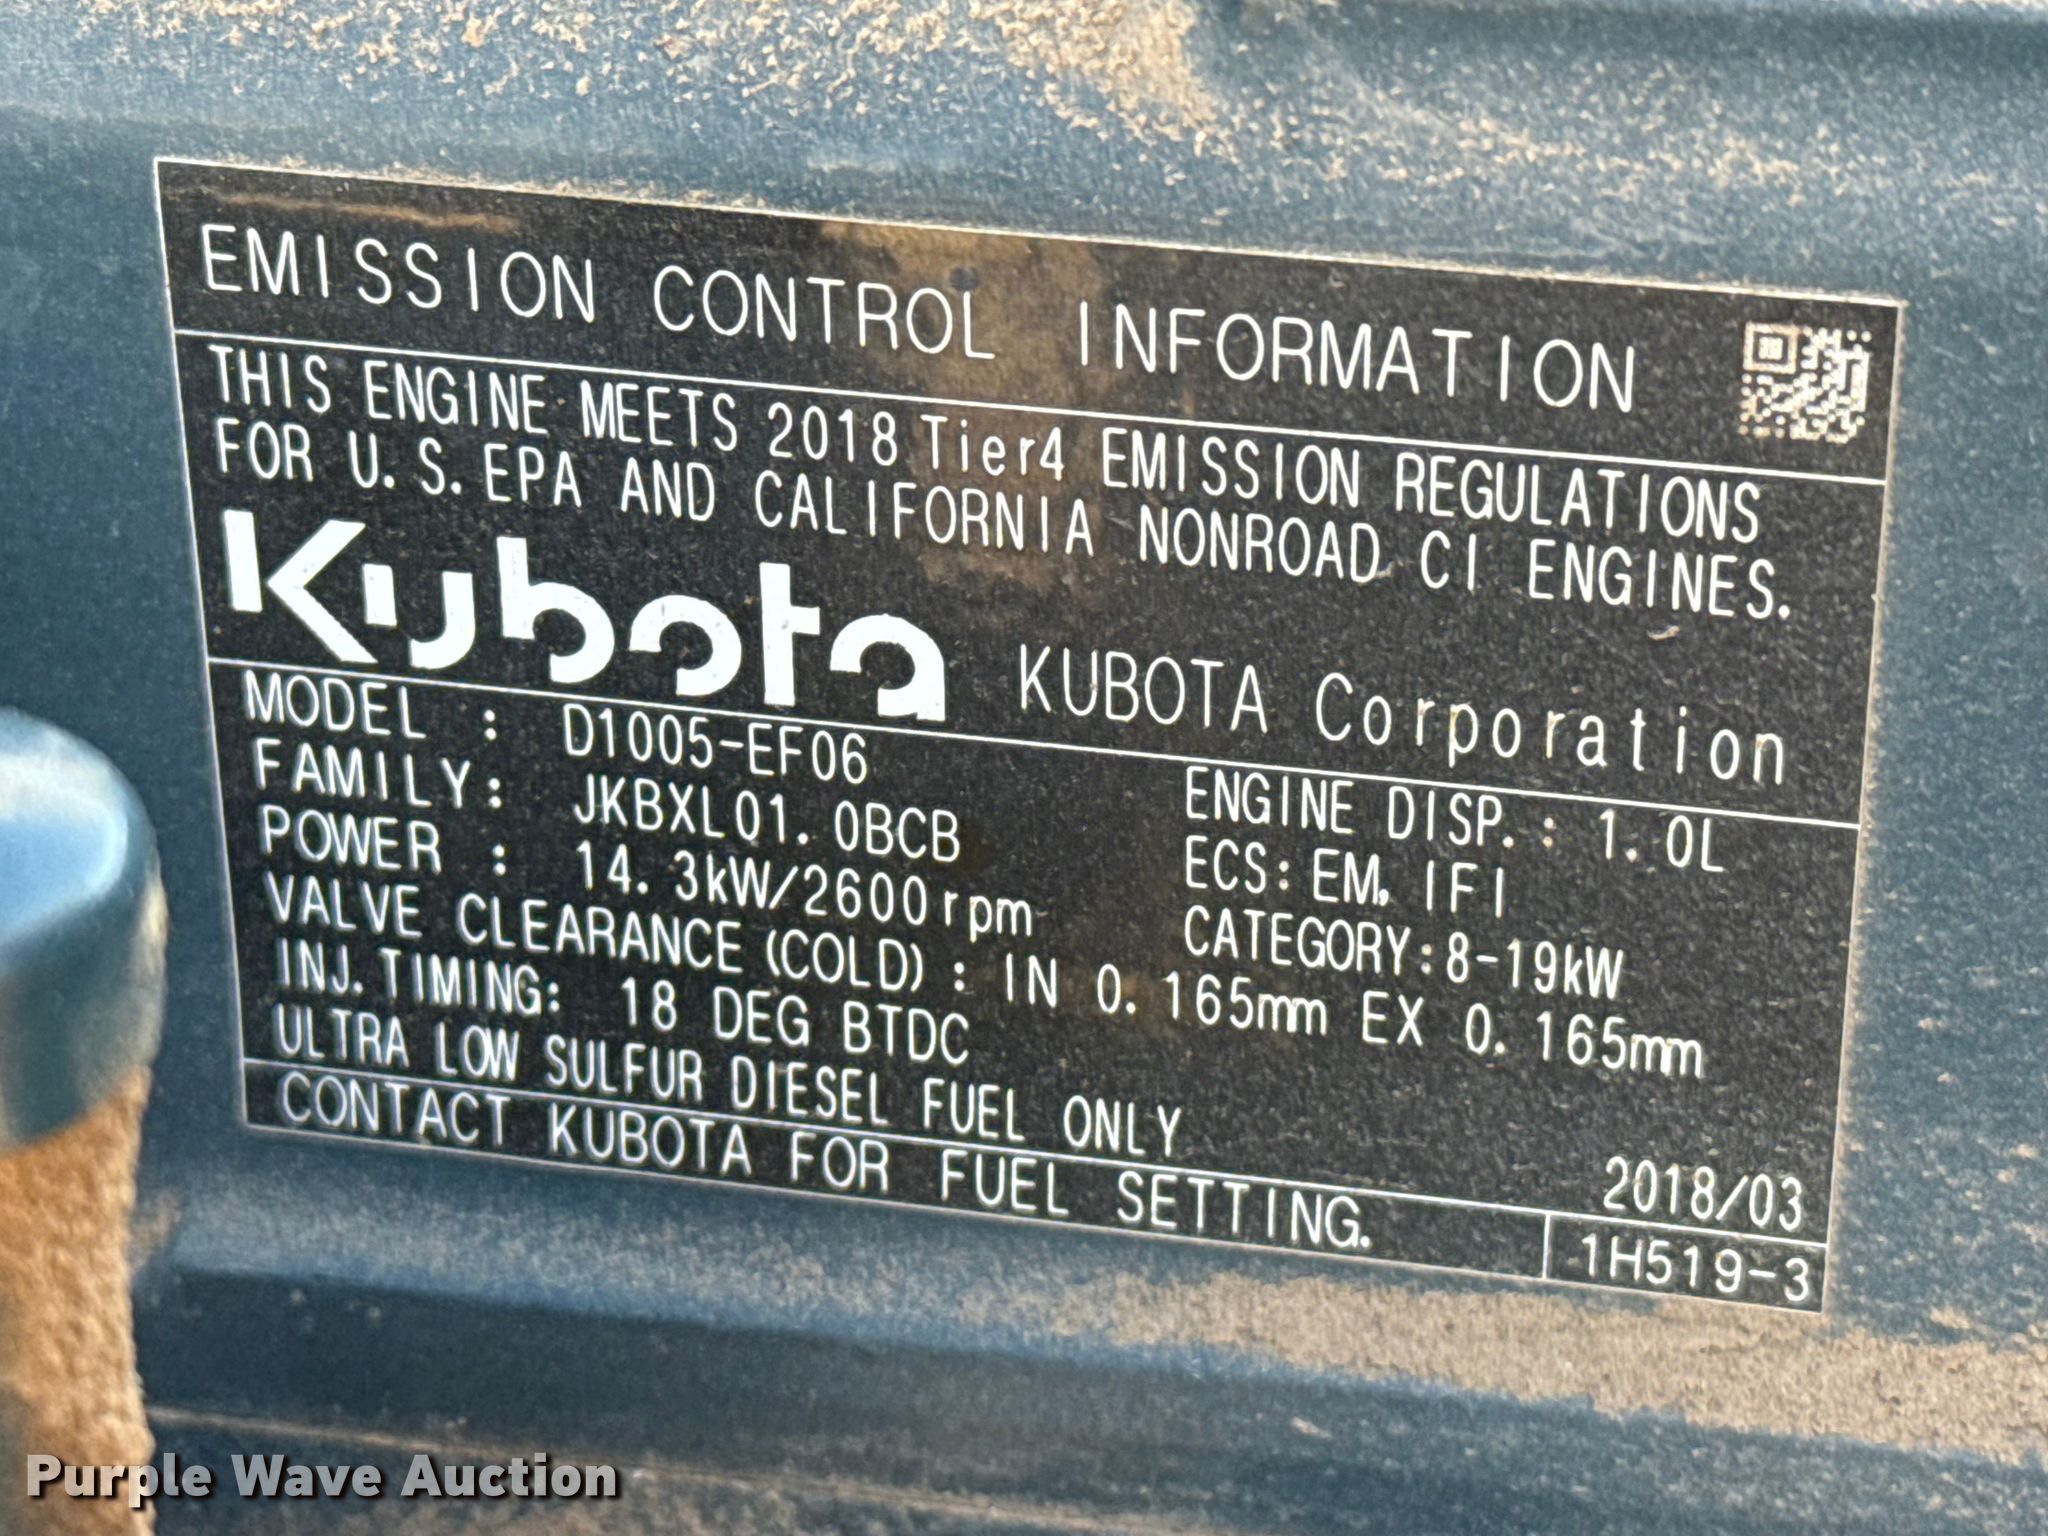 EMISSION CONTROL INFORMATION
THIS ENGINE MEETS 2018 Tier4 EMISSION REGULATIONS
FOR U.S.EPA AND CALIFORNIA NONROAD CI ENGINES.
Kubota KUBOTA Corporation
MODEL : D1005-EF06
ENGINE DISP.: 1.0L
FAMILY: JKBXL01.0BCB
ECS: EM, IFI
POWER : 14.3kW/2600rpm
CATEGORY:8-19kW
VALVE CLEARANCE(COLD): IN 0.165mm EX 0.165mm
INJ.TIMING: 18 DEG BTDC
ULTRA LOW SULFUR DIESEL FUEL ONLY
2018/03
CONTACT KUBOTA FOR FUEL SETTING.
1H519-3
Purple Wave Auction